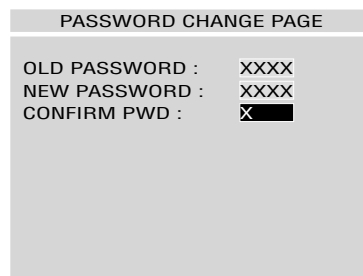 PASSWORD CHANGE PAGE
OLD PASSWORD : XXXX
NEW PASSWORD : XXXX
CONFIRM PWD : X